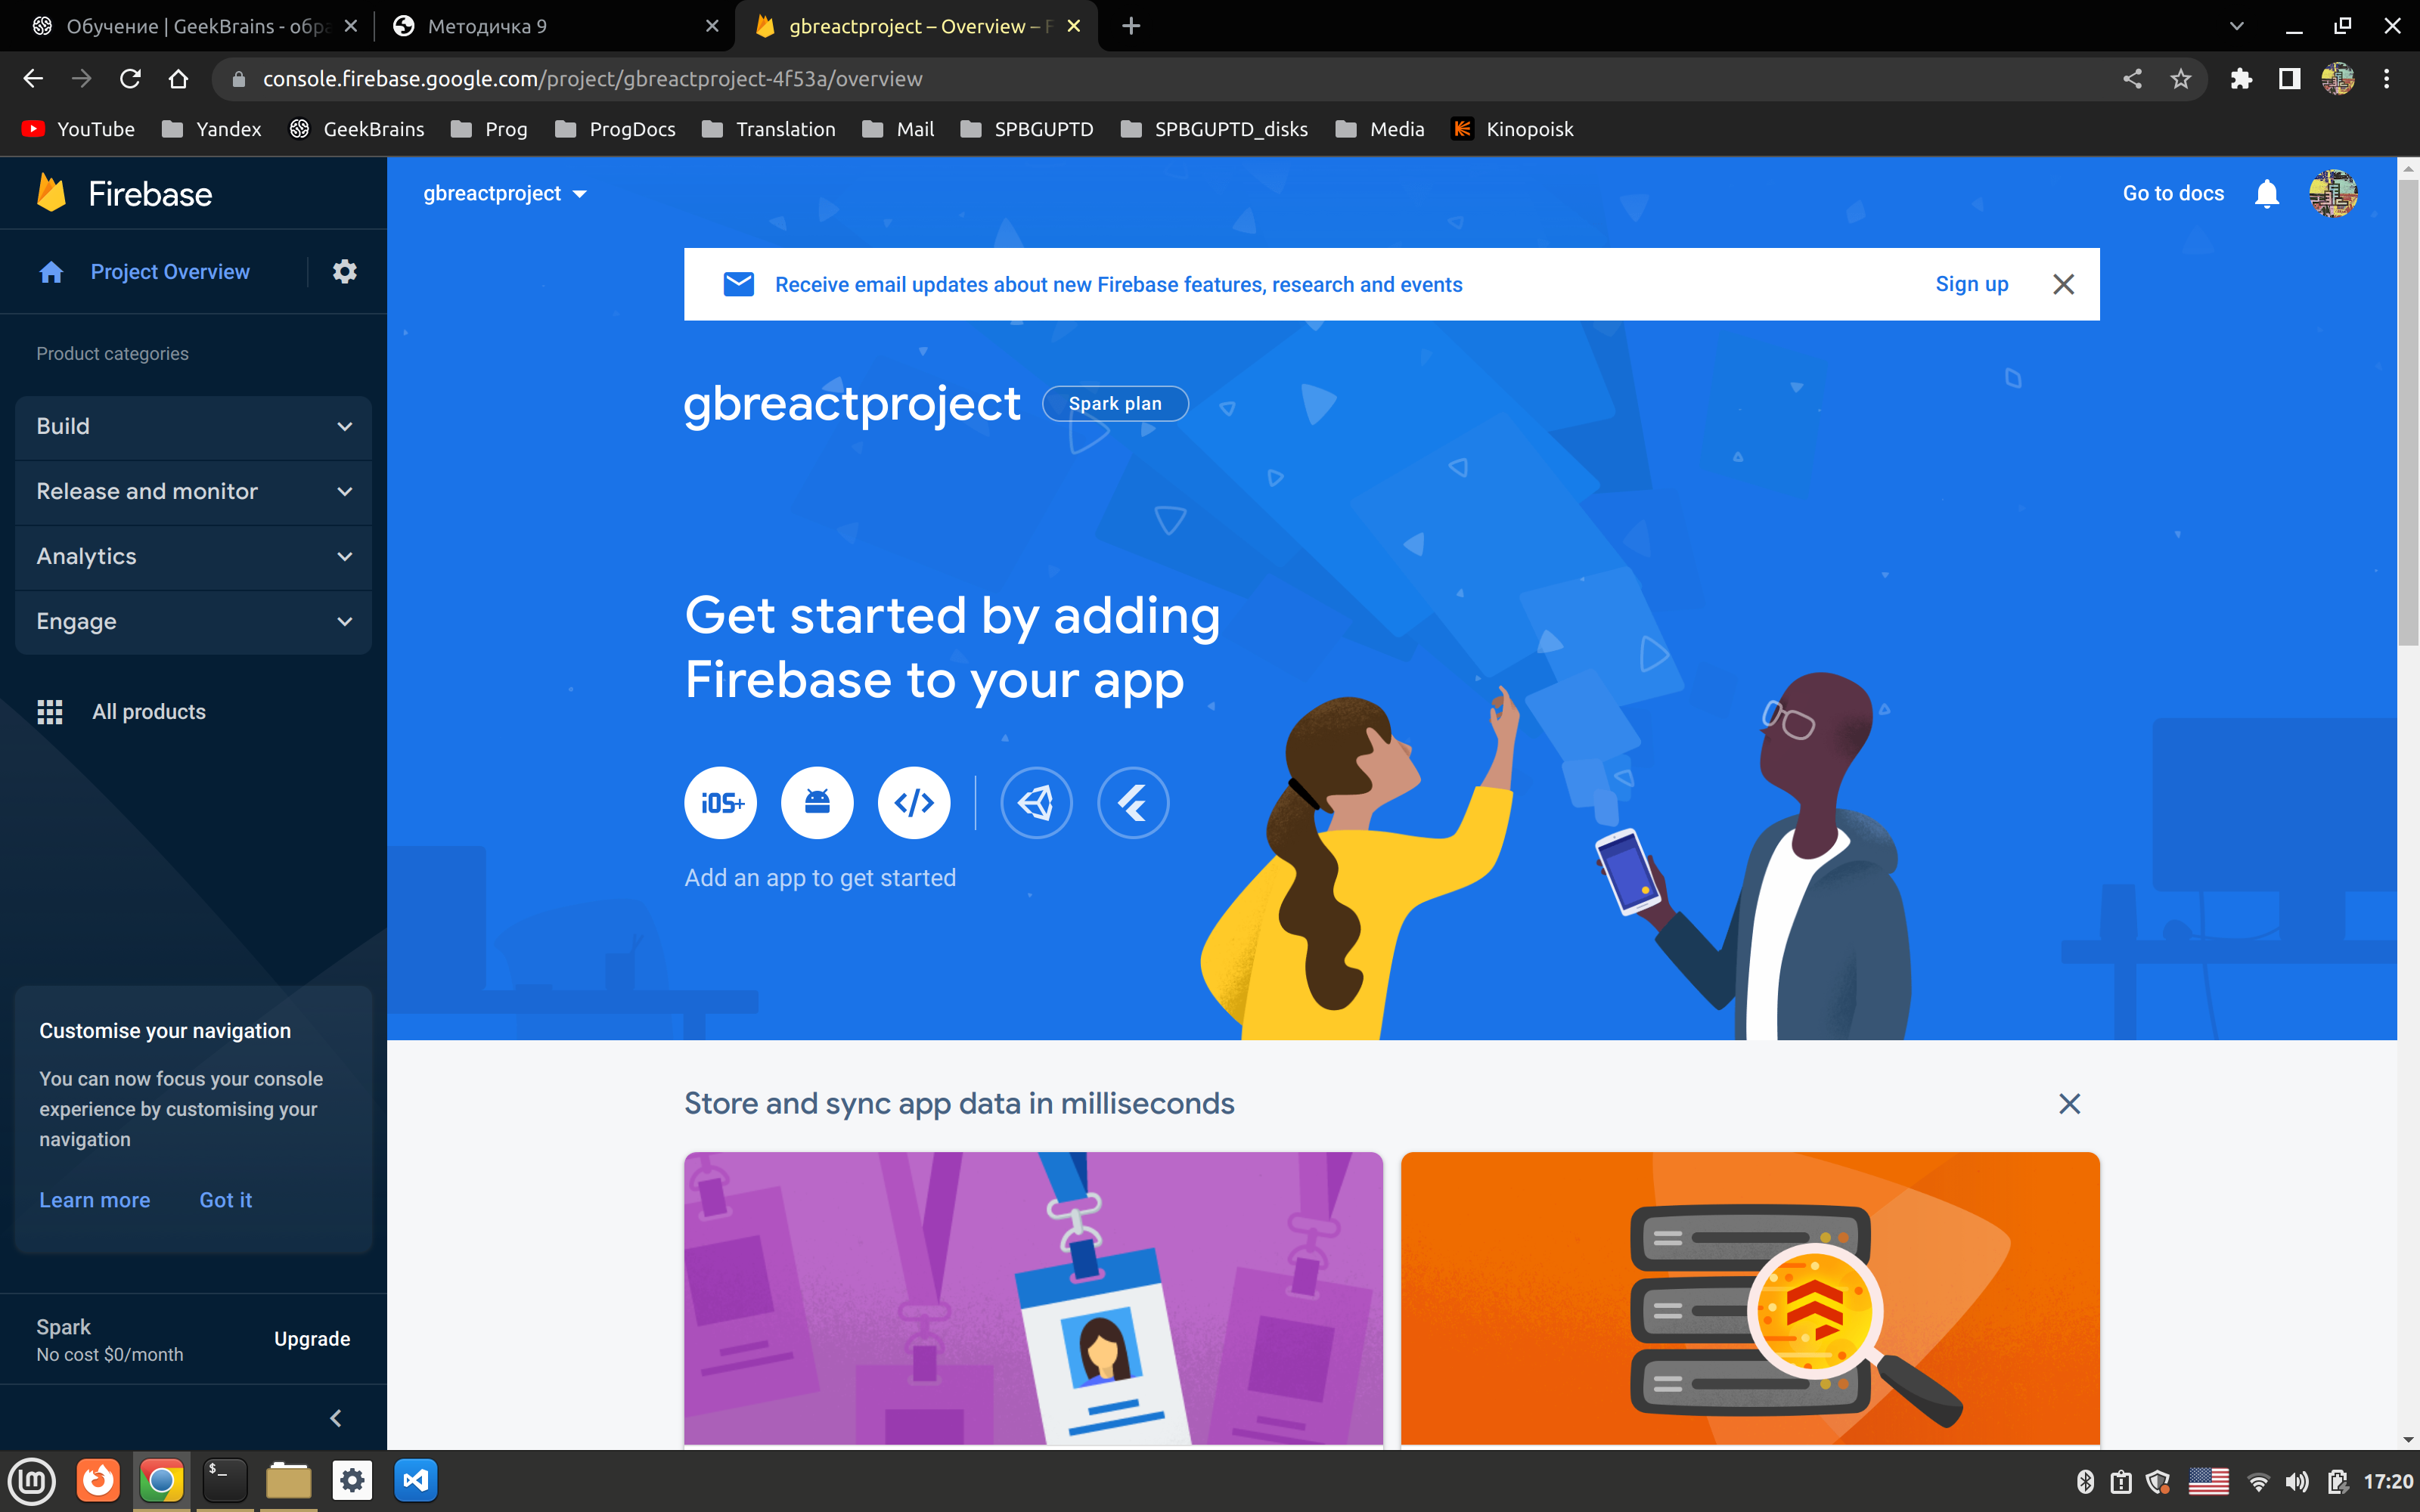 Обучение | GeekBrains - обра
Методичка 9
gbreactproject – Overview – F
console.firebase.google.com/project/gbreactproject-4f53a/overview
YouTube
Yandex
GeekBrains
Prog
ProgDocs
Translation
Mail
SPBGUPTD
SPBGUPTD_disks
Media
Kinopoisk
Firebase
gbreactproject
Go to docs
Project Overview
Receive email updates about new Firebase features, research and events
Sign up
Product categories
Build
Release and monitor
Analytics
Engage
All products
gbreactproject
Spark plan
Get started by adding
Firebase to your app
iOS+
Add an app to get started
Customise your navigation
You can now focus your console
experience by customising your
navigation
Learn more
Got it
Store and sync app data in milliseconds
Spark
No cost $0/month
Upgrade
lm
$_
17:20